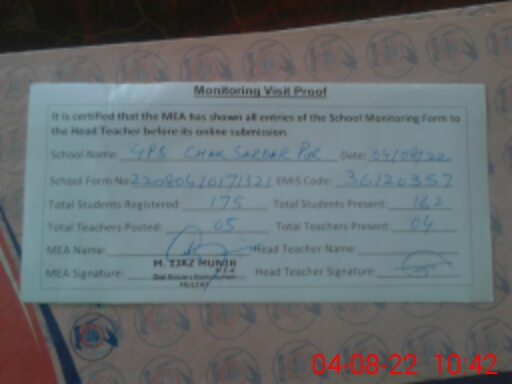 Monitoring Visit Proof
It is certified that the MEA has shown all entries of the School Monitoring Form to
the Head Teacher before its online submission.
School Name: GPS CHAK SARDAR PUR Date: 04/08/22
School Form No: EMIS Code: 36120357
Total Students Registered: 175 Total Students Present: 162
Total Teachers Posted: 05 Total Teachers Present: 04
MEA Name: Head Teacher Name:
M. IJAZ MUNIR
M.E.A
MEA Signature: Head Teacher Signature:
MULTAN
04-08-22 10:42